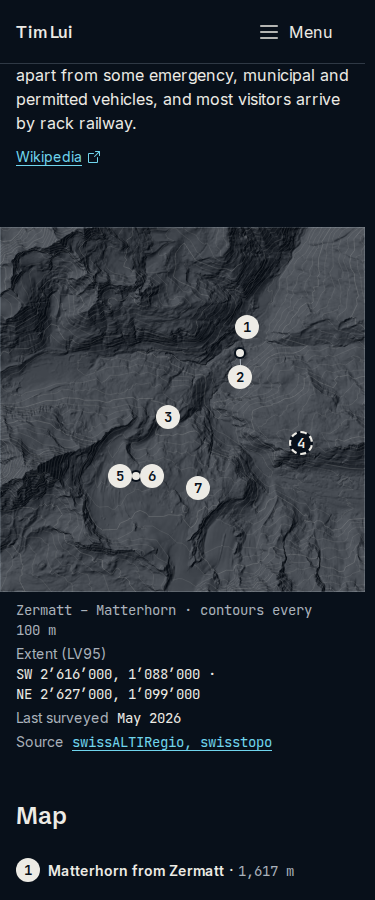 Tim Lui
Menu
apart from some emergency, municipal and
permitted vehicles, and most visitors arrive
by rack railway.
Wikipedia
1
2
3
4
5 6
7
Zermatt – Matterhorn · contours every
100 m
Extent (LV95)
SW 2’616’000, 1’088’000 ·
NE 2’627’000, 1’099’000
Last surveyed May 2026
Source swissALTIRegio, swisstopo
Map
1 Matterhorn from Zermatt · 1,617 m